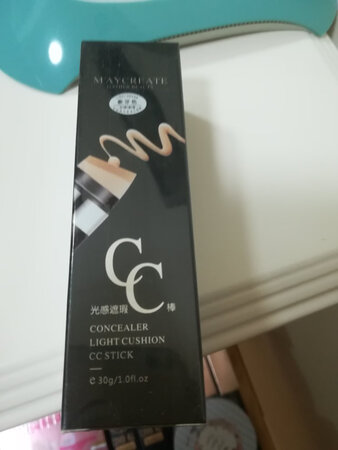 MAYCREATE
CC
光感遮瑕
棒
CONCEALER
LIGHT CUSHION
CC STICK
℮ 30g/1.0fl.oz